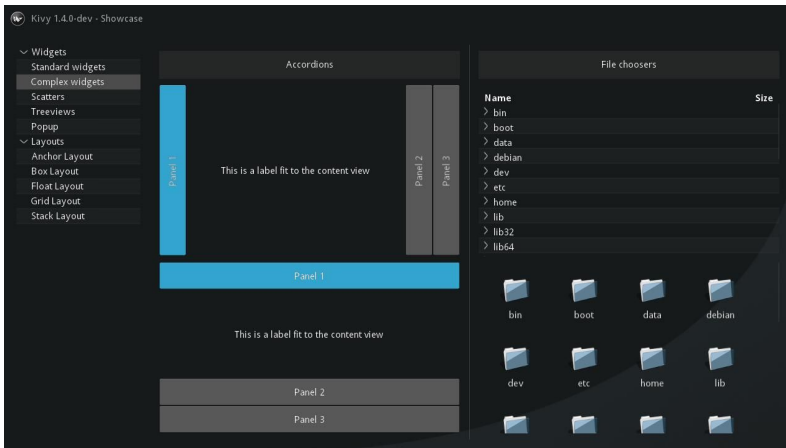 Kivy 1.4.0-dev - Showcase
Widgets
Standard widgets
Complex widgets
Scatters
Treeviews
Popup
Layouts
Anchor Layout
Box Layout
Float Layout
Grid Layout
Stack Layout
Accordions
Panel 1
This is a label fit to the content view
Panel 2
Panel 3
Panel 1
This is a label fit to the content view
Panel 2
Panel 3
File choosers
Name Size
bin
boot
data
debian
dev
etc
home
lib
lib32
lib64
bin boot data debian
dev etc home lib